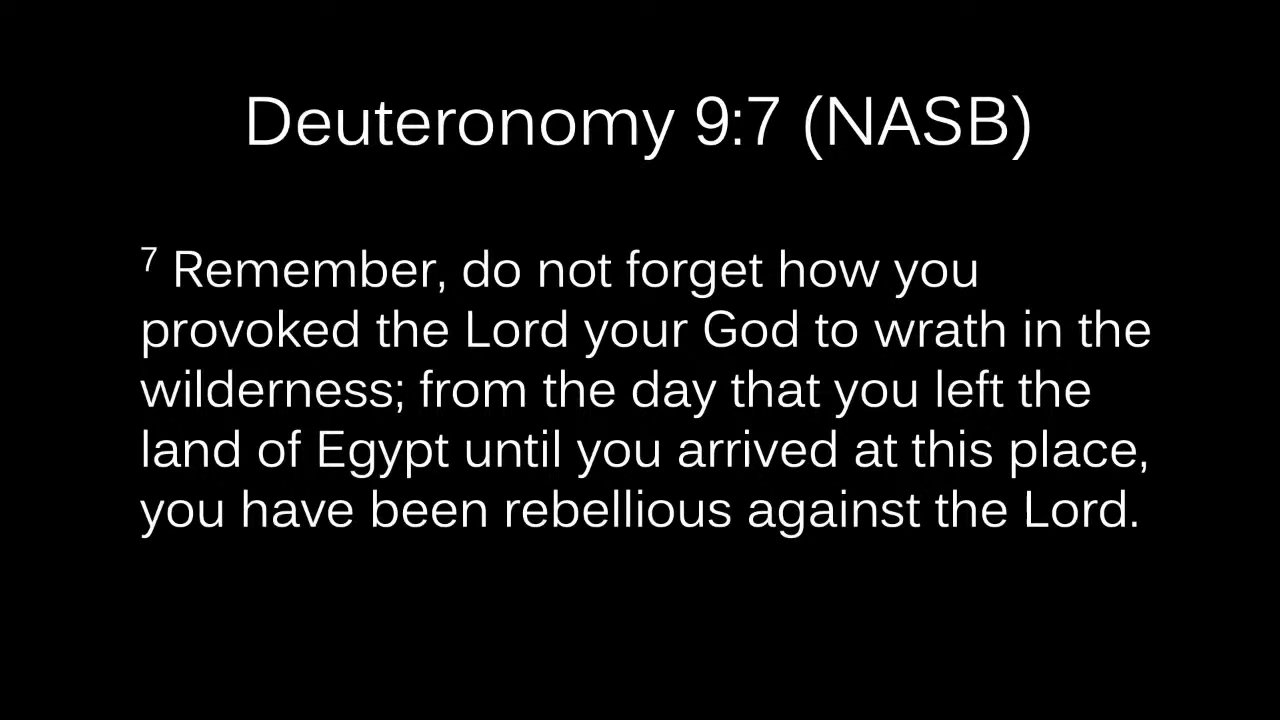 Deuteronomy 9:7 (NASB)
7 Remember, do not forget how you
provoked the Lord your God to wrath in the
wilderness; from the day that you left the
land of Egypt until you arrived at this place,
you have been rebellious against the Lord.